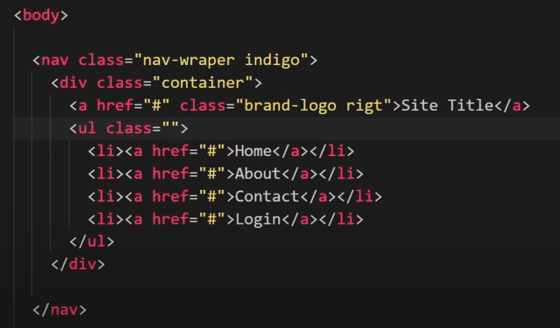 <body>
<nav class="nav-wraper indigo">
<div class="container">
<a href="#" class="brand-logo rigt">Site Title</a>
<ul class="">
<li><a href="#">Home</a></li>
<li><a href="#">About</a></li>
<li><a href="#">Contact</a></li>
<li><a href="#">Login</a></li>
</ul>
</div>
</nav>